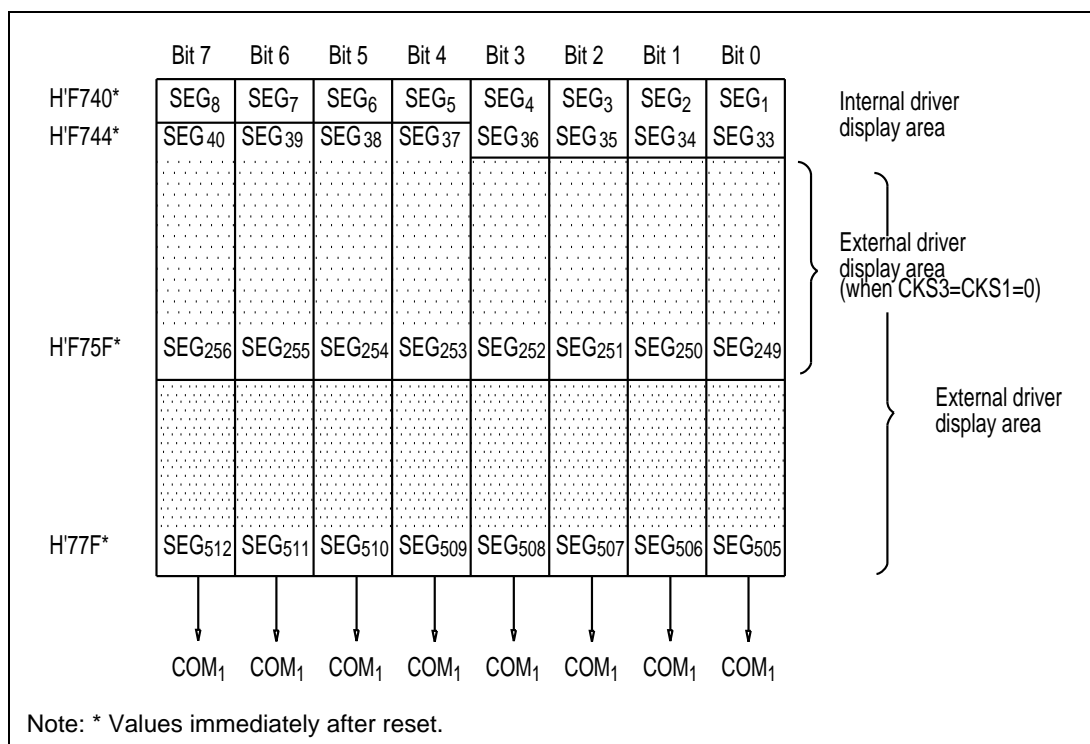 Bit 7 Bit 6 Bit 5 Bit 4 Bit 3 Bit 2 Bit 1 Bit 0
H'F740* SEG8 SEG7 SEG6 SEG5 SEG4 SEG3 SEG2 SEG1
H'F744* SEG40 SEG39 SEG38 SEG37 SEG36 SEG35 SEG34 SEG33
Internal driver
display area
External driver
display area
(when CKS3=CKS1=0)
H'F75F* SEG256 SEG255 SEG254 SEG253 SEG252 SEG251 SEG250 SEG249
External driver
display area
H'77F* SEG512 SEG511 SEG510 SEG509 SEG508 SEG507 SEG506 SEG505
COM1 COM1 COM1 COM1 COM1 COM1 COM1 COM1
Note: * Values immediately after reset.